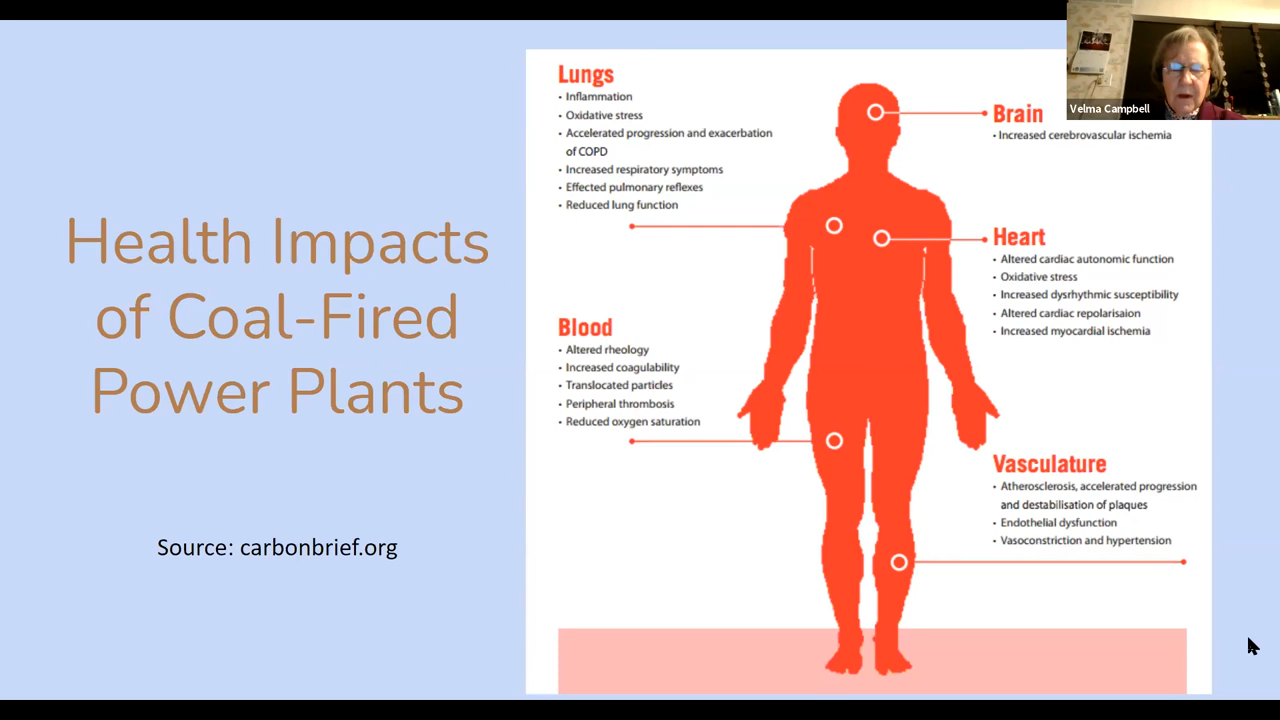 Health Impacts
of Coal-Fired
Power Plants
Source: carbonbrief.org
Lungs
• Inflammation
• Oxidative stress
• Accelerated progression and exacerbation
of COPD
• Increased respiratory symptoms
• Effected pulmonary reflexes
• Reduced lung function
Blood
• Altered rheology
• Increased coagulability
• Translocated particles
• Peripheral thrombosis
• Reduced oxygen saturation
Brain
• Increased cerebrovascular ischemia
Heart
• Altered cardiac autonomic function
• Oxidative stress
• Increased dysrhythmic susceptibility
• Altered cardiac repolarisaion
• Increased myocardial ischemia
Vasculature
• Atherosclerosis, accelerated progression
and destabilisation of plaques
• Endothelial dysfunction
• Vasoconstriction and hypertension
Velma Campbell